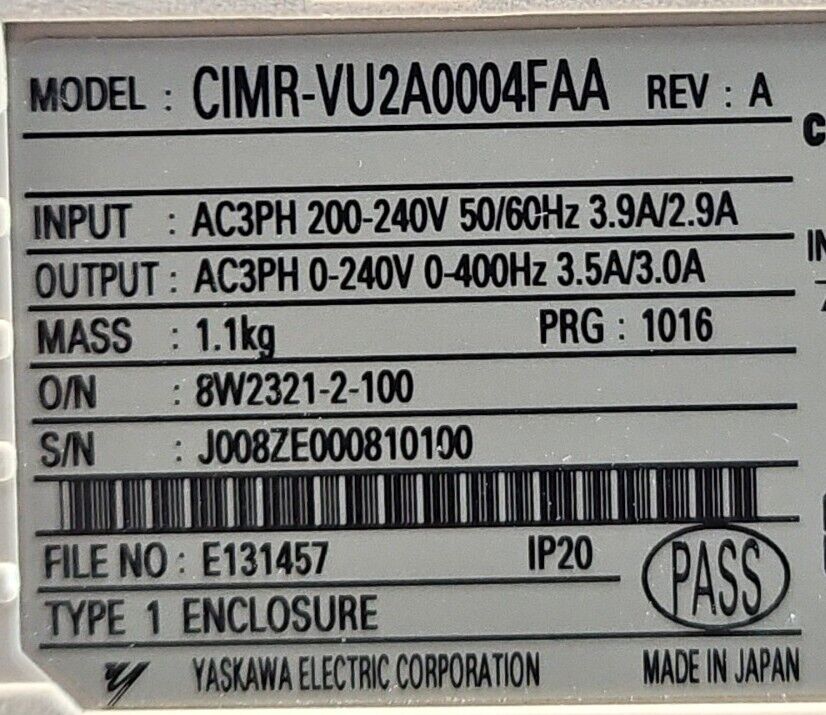 MODEL : CIMR-VU2A0004FAA REV : A
INPUT : AC3PH 200-240V 50/60Hz 3.9A/2.9A
OUTPUT : AC3PH 0-240V 0-400Hz 3.5A/3.0A
MASS : 1.1kg PRG : 1016
O/N : 8W2321-2-100
S/N : J008ZE000810100
FILE NO : E131457 IP20
TYPE 1 ENCLOSURE
PASS
YASKAWA ELECTRIC CORPORATION MADE IN JAPAN